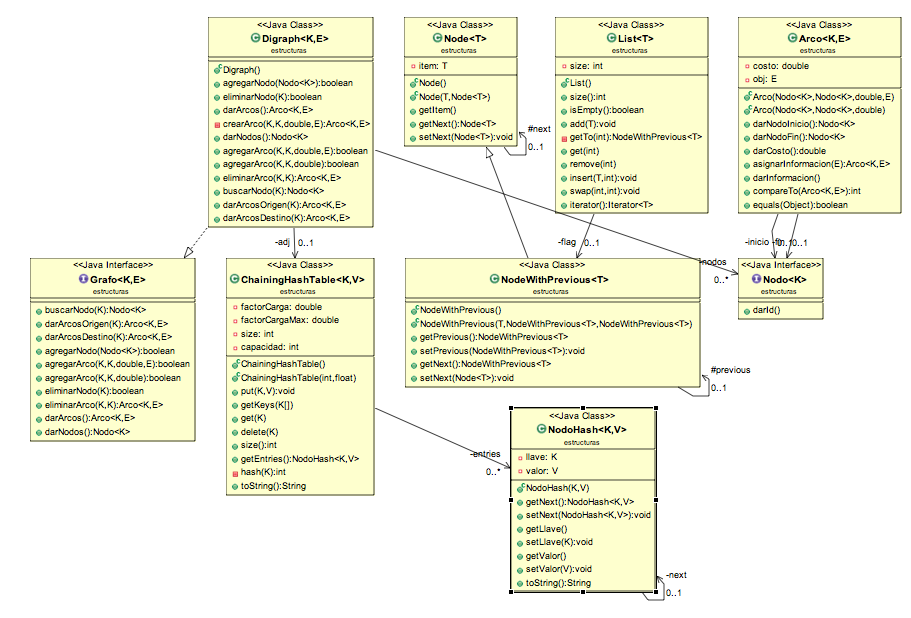 <<Java Class>>
Digraph<K,E>
estructuras
Digraph()
agregarNodo(Nodo<K>):boolean
eliminarNodo(K):boolean
darArcos():Arco<K,E>
crearArco(K,K,double,E):Arco<K,E>
darNodos():Nodo<K>
agregarArco(K,K,double,E):boolean
agregarArco(K,K,double):boolean
eliminarArco(K,K):Arco<K,E>
buscarNodo(K):Nodo<K>
darArcosOrigen(K):Arco<K,E>
darArcosDestino(K):Arco<K,E>
<<Java Class>>
Node<T>
estructuras
item: T
Node()
Node(T,Node<T>)
getItem()
getNext():Node<T>
setNext(Node<T>):void
#next
0..1
<<Java Class>>
List<T>
estructuras
size: int
List()
size():int
isEmpty():boolean
add(T):void
getTo(int):NodeWithPrevious<T>
get(int)
remove(int)
insert(T,int):void
swap(int,int):void
iterator():Iterator<T>
<<Java Class>>
Arco<K,E>
estructuras
costo: double
obj: E
Arco(Nodo<K>,Nodo<K>,double,E)
Arco(Nodo<K>,Nodo<K>,double)
darNodoInicio():Nodo<K>
darNodoFin():Nodo<K>
darCosto():double
asignarInformacion(E):Arco<K,E>
darInformacion()
compareTo(Arco<K,E>):int
equals(Object):boolean
-adj 0..1
-flag 0..1
-inicio
0..1
-nodos
0..*
<<Java Interface>>
Grafo<K,E>
estructuras
buscarNodo(K):Nodo<K>
darArcosOrigen(K):Arco<K,E>
darArcosDestino(K):Arco<K,E>
agregarNodo(Nodo<K>):boolean
agregarArco(K,K,double,E):boolean
agregarArco(K,K,double):boolean
eliminarNodo(K):boolean
eliminarArco(K,K):Arco<K,E>
darArcos():Arco<K,E>
darNodos():Nodo<K>
<<Java Class>>
ChainingHashTable<K,V>
estructuras
factorCarga: double
factorCargaMax: double
size: int
capacidad: int
ChainingHashTable()
ChainingHashTable(int,float)
put(K,V):void
getKeys(K[])
get(K)
delete(K)
size():int
getEntries():NodoHash<K,V>
hash(K):int
toString():String
<<Java Class>>
NodeWithPrevious<T>
estructuras
NodeWithPrevious()
NodeWithPrevious(T,NodeWithPrevious<T>,NodeWithPrevious<T>)
getPrevious():NodeWithPrevious<T>
setPrevious(NodeWithPrevious<T>):void
getNext():NodeWithPrevious<T>
setNext(Node<T>):void
#previous
0..1
<<Java Interface>>
Nodo<K>
estructuras
darId()
-entries
0..*
<<Java Class>>
NodoHash<K,V>
estructuras
llave: K
valor: V
NodoHash(K,V)
getNext():NodoHash<K,V>
setNext(NodoHash<K,V>):void
getLlave()
setLlave(K):void
getValor()
setValor(V):void
toString():String
-next
0..1